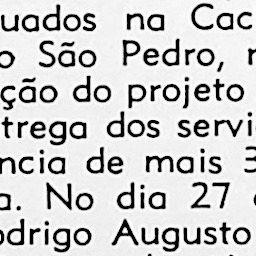 uados na Cac
o São Pedro, r
ção do projeto
trega dos servi
ncia de mais 3
a. No dia 27
odrigo Augusto